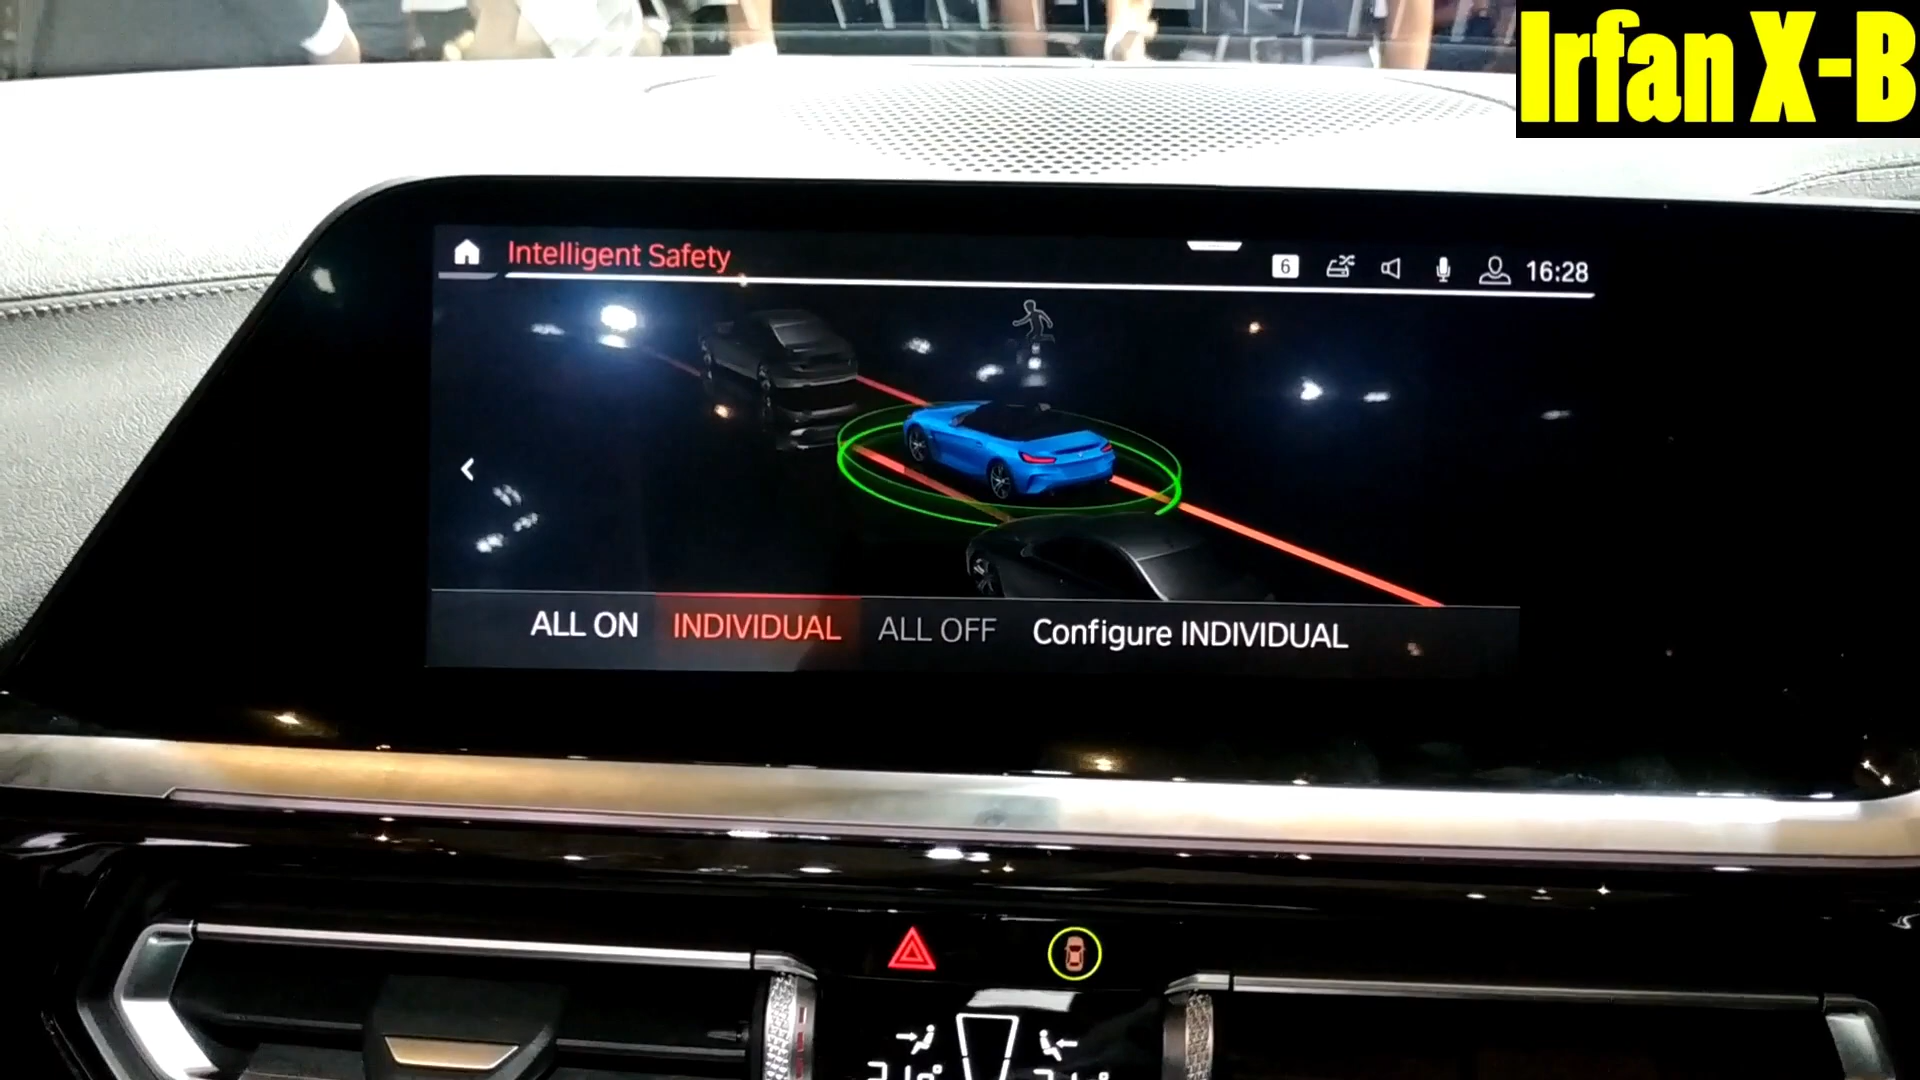 Irfan X-B
Intelligent Safety
6
16:28
ALL ON INDIVIDUAL ALL OFF Configure INDIVIDUAL